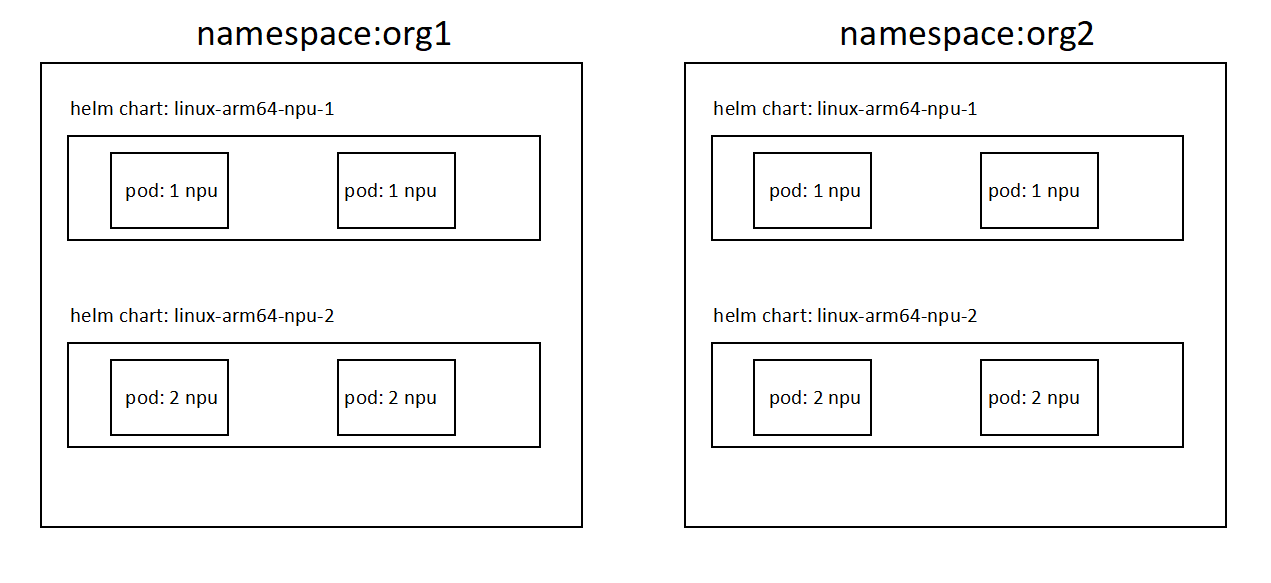 namespace:org1
helm chart: linux-arm64-npu-1
pod: 1 npu
pod: 1 npu
helm chart: linux-arm64-npu-2
pod: 2 npu
pod: 2 npu
namespace:org2
helm chart: linux-arm64-npu-1
pod: 1 npu
pod: 1 npu
helm chart: linux-arm64-npu-2
pod: 2 npu
pod: 2 npu